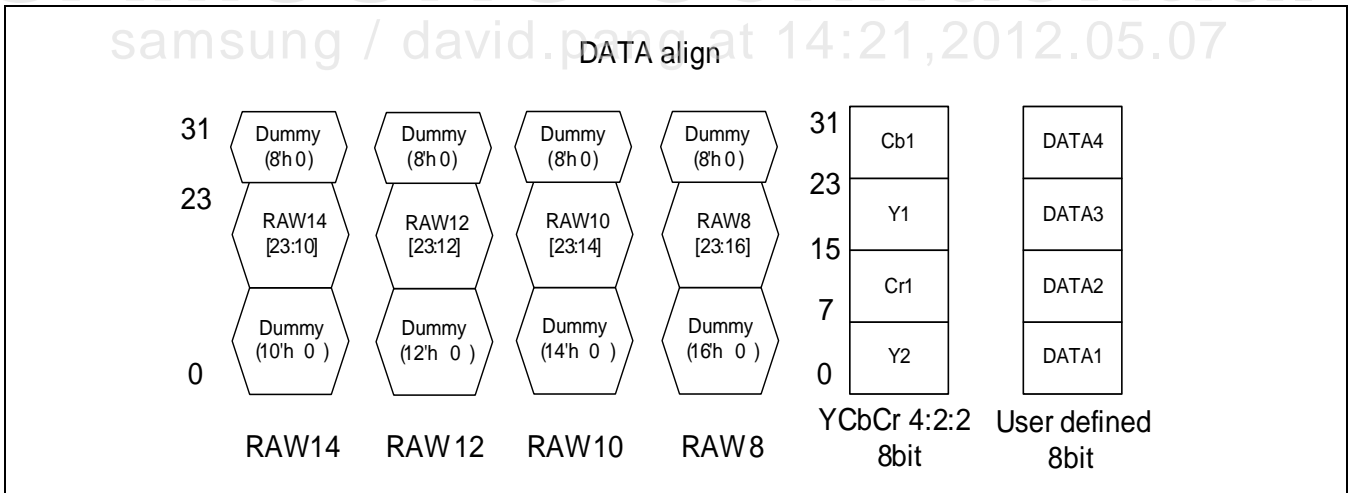 samsung / david.pang at 14:21,2012.05.07
DATA align
31
23
0
Dummy
(8'h 0)
RAW14
[23:10]
Dummy
(10'h 0 )
RAW14
Dummy
(8'h 0)
RAW12
[23:12]
Dummy
(12'h 0 )
RAW12
Dummy
(8'h 0)
RAW10
[23:14]
Dummy
(14'h 0 )
RAW10
Dummy
(8'h 0)
RAW8
[23:16]
Dummy
(16'h 0 )
RAW8
31
23
15
7
0
Cb1
Y1
Cr1
Y2
YCbCr 4:2:2
8bit
DATA4
DATA3
DATA2
DATA1
User defined
8bit